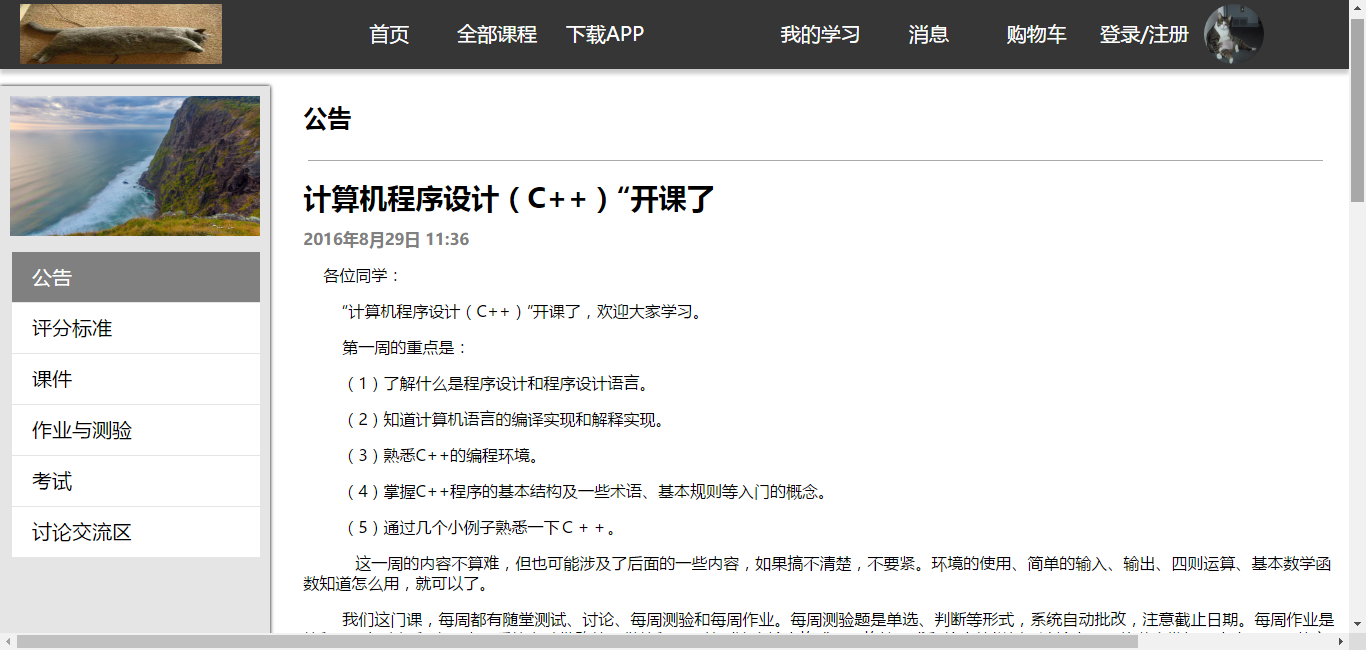 首页 全部课程 下载APP 我的学习 消息 购物车 登录/注册
公告
评分标准
课件
作业与测验
考试
讨论交流区
公告
计算机程序设计（C++）“开课了
2016年8月29日 11:36
各位同学：
“计算机程序设计（C++）”开课了，欢迎大家学习。
第一周的重点是：
（1）了解什么是程序设计和程序设计语言。
（2）知道计算机语言的编译实现和解释实现。
（3）熟悉C++的编程环境。
（4）掌握C++程序的基本结构及一些术语、基本规则等入门的概念。
（5）通过几个小例子熟悉一下Ｃ＋＋。
这一周的内容不算难，但也可能涉及了后面的一些内容，如果搞不清楚，不要紧。环境的使用、简单的输入、输出、四则运算、基本数学函
数知道怎么用，就可以了。
我们这门课，每周都有随堂测试、讨论、每周测验和每周作业。每周测验题是单选、判断等形式，系统自动批改，注意截止日期。每周作业是